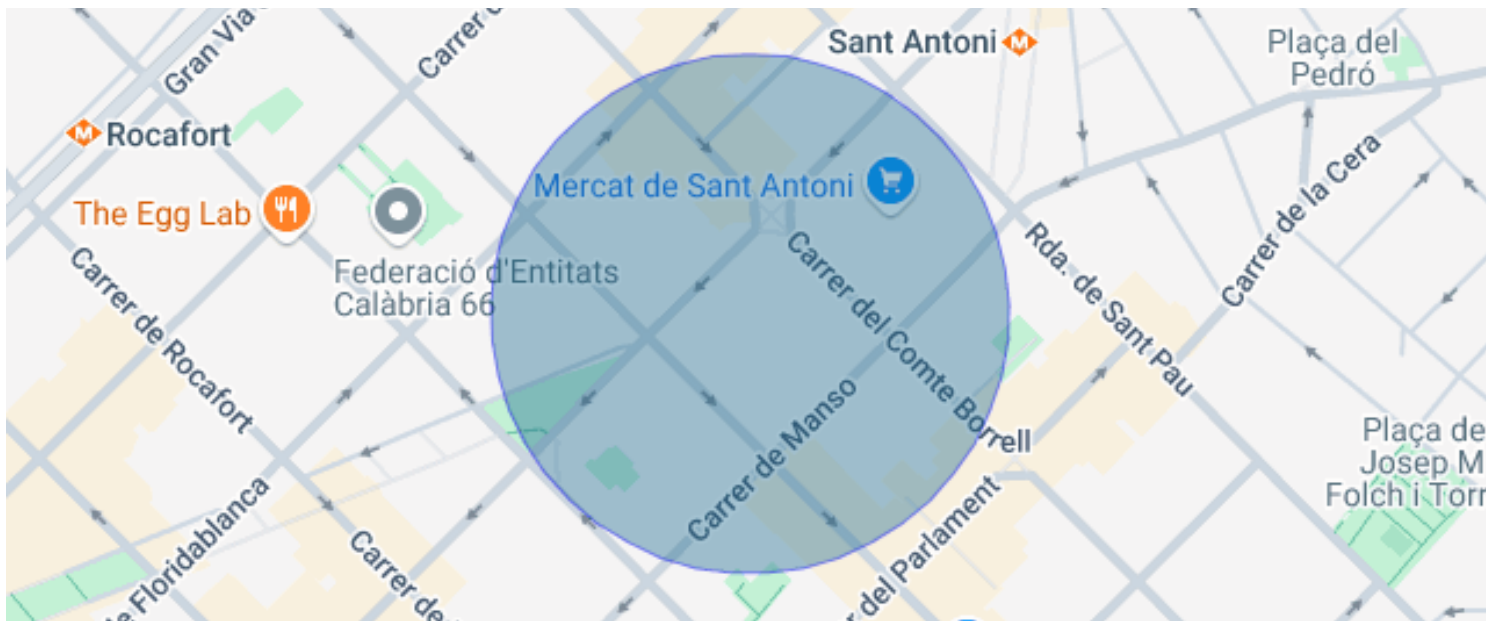 Gran Via
Carrer d
Sant Antoni
Plaça del
Pedró
Rocafort
Mercat de Sant Antoni
The Egg Lab
Federació d'Entitats
Calàbria 66
Carrer de la Cera
Rda. de Sant Pau
Carrer del Comte Borrell
Carrer de Rocafort
Carrer de Manso
Plaça de
Josep M
Folch i Torr
de Floridablanca
Carrer de
er del Parlament